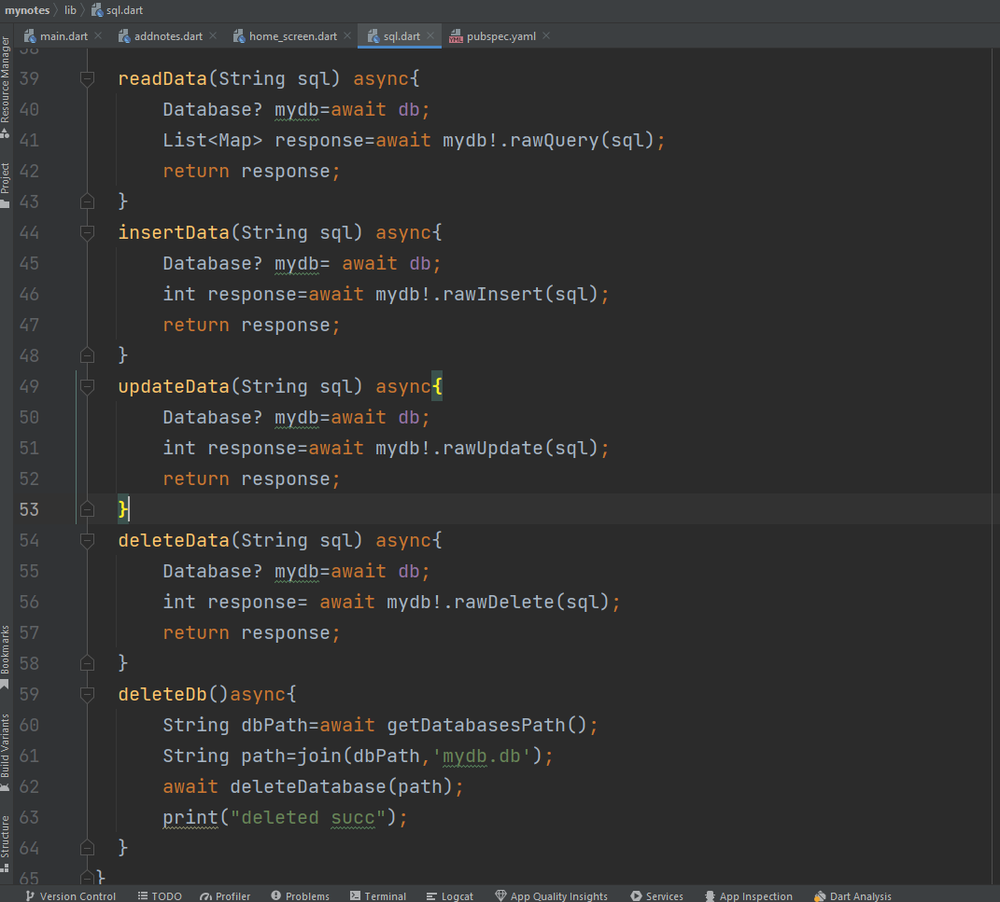 mynotes lib sql.dart
main.dart addnotes.dart home_screen.dart sql.dart pubspec.yaml
Resource Manager
Project
Bookmarks
Build Variants
Structure
38
39 readData(String sql) async{
40 Database? mydb=await db;
41 List<Map> response=await mydb!.rawQuery(sql);
42 return response;
43 }
44 insertData(String sql) async{
45 Database? mydb= await db;
46 int response=await mydb!.rawInsert(sql);
47 return response;
48 }
49 updateData(String sql) async{
50 Database? mydb=await db;
51 int response=await mydb!.rawUpdate(sql);
52 return response;
53 }
54 deleteData(String sql) async{
55 Database? mydb=await db;
56 int response= await mydb!.rawDelete(sql);
57 return response;
58 }
59 deleteDb()async{
60 String dbPath=await getDatabasesPath();
61 String path=join(dbPath,'mydb.db');
62 await deleteDatabase(path);
63 print("deleted succ");
64 }
65 }
Version Control TODO Profiler Problems Terminal Logcat App Quality Insights Services App Inspection Dart Analysis